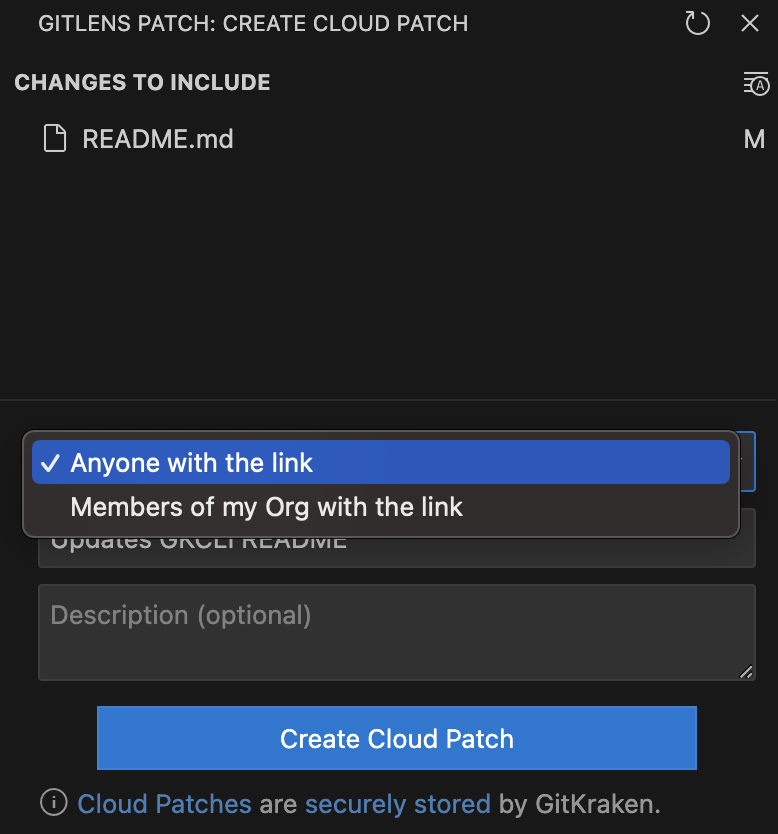 GITLENS PATCH: CREATE CLOUD PATCH
CHANGES TO INCLUDE
README.md M
Anyone with the link
Members of my Org with the link
Updates GKCLI README
Description (optional)
Create Cloud Patch
Cloud Patches are securely stored by GitKraken.